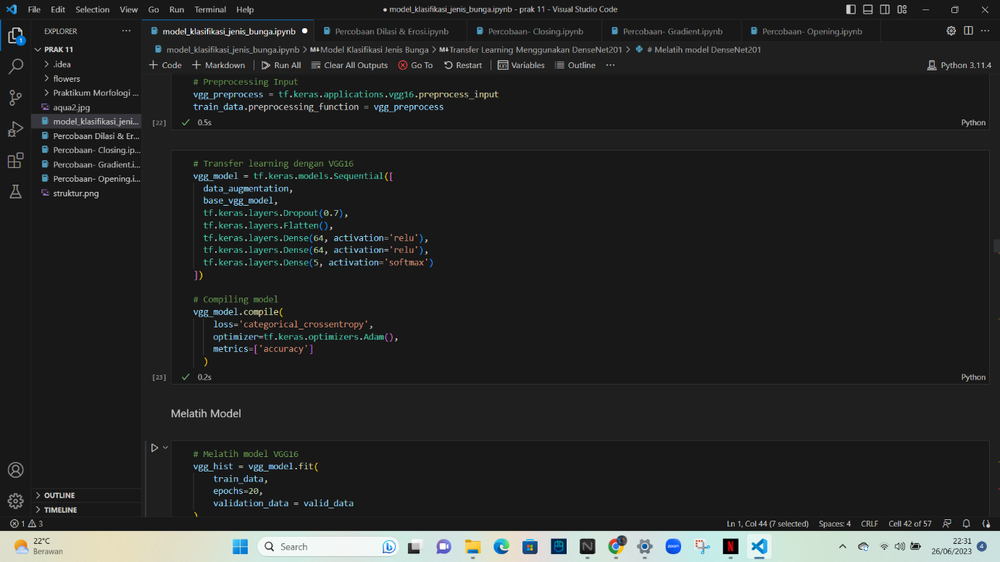 File Edit Selection View Go Run Terminal Help
● model_klasifikasi_jenis_bunga.ipynb - prak 11 - Visual Studio Code
EXPLORER
model_klasifikasi_jenis_bunga.ipynb ●
Percobaan Dilasi & Erosi.ipynb
Percobaan- Closing.ipynb
Percobaan- Gradient.ipynb
Percobaan- Opening.ipynb
PRAK 11
.idea
flowers
Praktikum Morfologi ...
aqua2.jpg
model_klasifikasi_jeni...
Percobaan Dilasi & Er...
Percobaan- Closing.ip...
Percobaan- Gradient.i...
Percobaan- Opening.i...
struktur.png
OUTLINE
TIMELINE
model_klasifikasi_jenis_bunga.ipynb > M↓Model Klasifikasi Jenis Bunga > M↓Transfer Learning Menggunakan DenseNet201 > # Melatih model DenseNet201
+ Code + Markdown Run All Clear All Outputs Go To Restart Variables Outline ...
Python 3.11.4
# Preprocessing Input
vgg_preprocess = tf.keras.applications.vgg16.preprocess_input
train_data.preprocessing_function = vgg_preprocess
[22] ✓ 0.5s Python
# Transfer learning dengan VGG16
vgg_model = tf.keras.models.Sequential([
data_augmentation,
base_vgg_model,
tf.keras.layers.Dropout(0.7),
tf.keras.layers.Flatten(),
tf.keras.layers.Dense(64, activation='relu'),
tf.keras.layers.Dense(64, activation='relu'),
tf.keras.layers.Dense(5, activation='softmax')
])
# Compiling model
vgg_model.compile(
loss='categorical_crossentropy',
optimizer=tf.keras.optimizers.Adam(),
metrics=['accuracy']
)
[23] ✓ 0.2s Python
Melatih Model
# Melatih model VGG16
vgg_hist = vgg_model.fit(
train_data,
epochs=20,
validation_data = valid_data
)
1 3
Ln 1, Col 44 (7 selected) Spaces: 4 CRLF Cell 42 of 57
22°C
Berawan
Search
zoom
22:31
26/06/2023
4